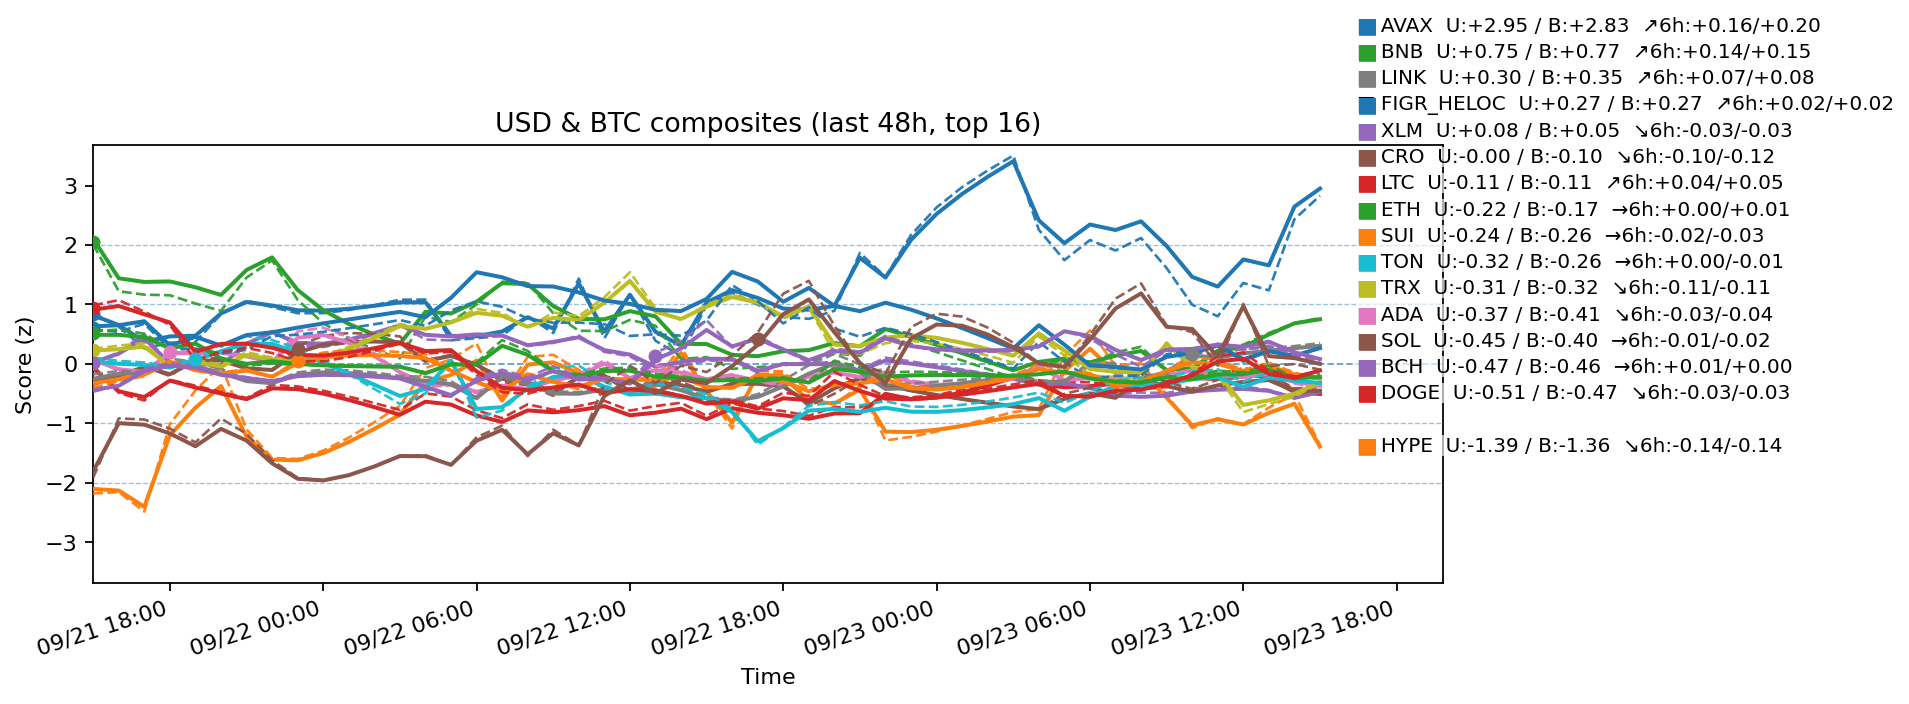 AVAX U:+2.95 / B:+2.83 ↗6h:+0.16/+0.20
BNB U:+0.75 / B:+0.77 ↗6h:+0.14/+0.15
LINK U:+0.30 / B:+0.35 ↗6h:+0.07/+0.08
FIGR_HELOC U:+0.27 / B:+0.27 ↗6h:+0.02/+0.02
XLM U:+0.08 / B:+0.05 ↘6h:-0.03/-0.03
CRO U:-0.00 / B:-0.10 ↘6h:-0.10/-0.12
LTC U:-0.11 / B:-0.11 ↗6h:+0.04/+0.05
ETH U:-0.22 / B:-0.17 →6h:+0.00/+0.01
SUI U:-0.24 / B:-0.26 →6h:-0.02/-0.03
TON U:-0.32 / B:-0.26 →6h:+0.00/-0.01
TRX U:-0.31 / B:-0.32 ↘6h:-0.11/-0.11
ADA U:-0.37 / B:-0.41 ↘6h:-0.03/-0.04
SOL U:-0.45 / B:-0.40 →6h:-0.01/-0.02
BCH U:-0.47 / B:-0.46 →6h:+0.01/+0.00
DOGE U:-0.51 / B:-0.47 ↘6h:-0.03/-0.03
HYPE U:-1.39 / B:-1.36 ↘6h:-0.14/-0.14
USD & BTC composites (last 48h, top 16)
Score (z)
3
2
1
0
−1
−2
−3
09/21 18:00
09/22 00:00
09/22 06:00
09/22 12:00
09/22 18:00
09/23 00:00
09/23 06:00
09/23 12:00
09/23 18:00
Time